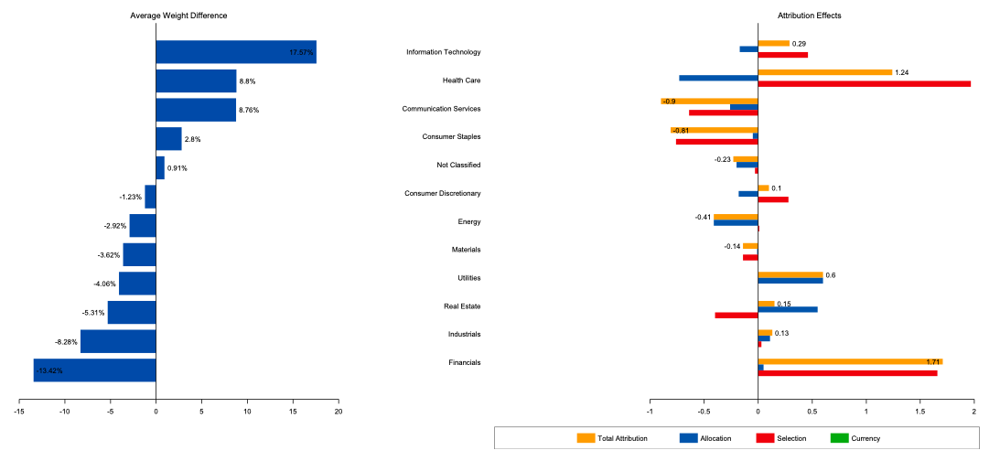 Average Weight Difference
Attribution Effects
17.57%
Information Technology
0.29
8.8%
Health Care
1.24
8.76%
Communication Services
-0.9
2.8%
Consumer Staples
-0.81
0.91%
Not Classified
-0.23
-1.23%
Consumer Discretionary
0.1
-2.92%
Energy
-0.41
-3.62%
Materials
-0.14
-4.06%
Utilities
0.6
-5.31%
Real Estate
0.15
-8.28%
Industrials
0.13
-13.42%
Financials
1.71
-15 -10 -5 0 5 10 15 20
-1 -0.5 0 0.5 1 1.5 2
Total Attribution Allocation Selection Currency